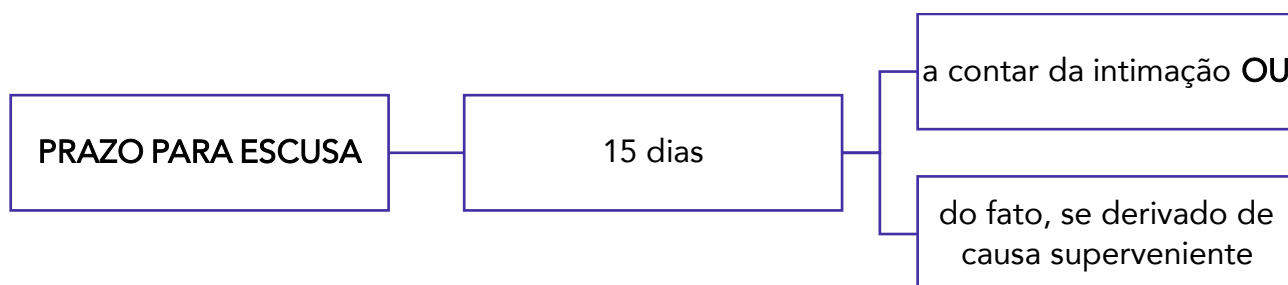 PRAZO PARA ESCUSA
15 dias
a contar da intimação OU
do fato, se derivado de
causa superveniente